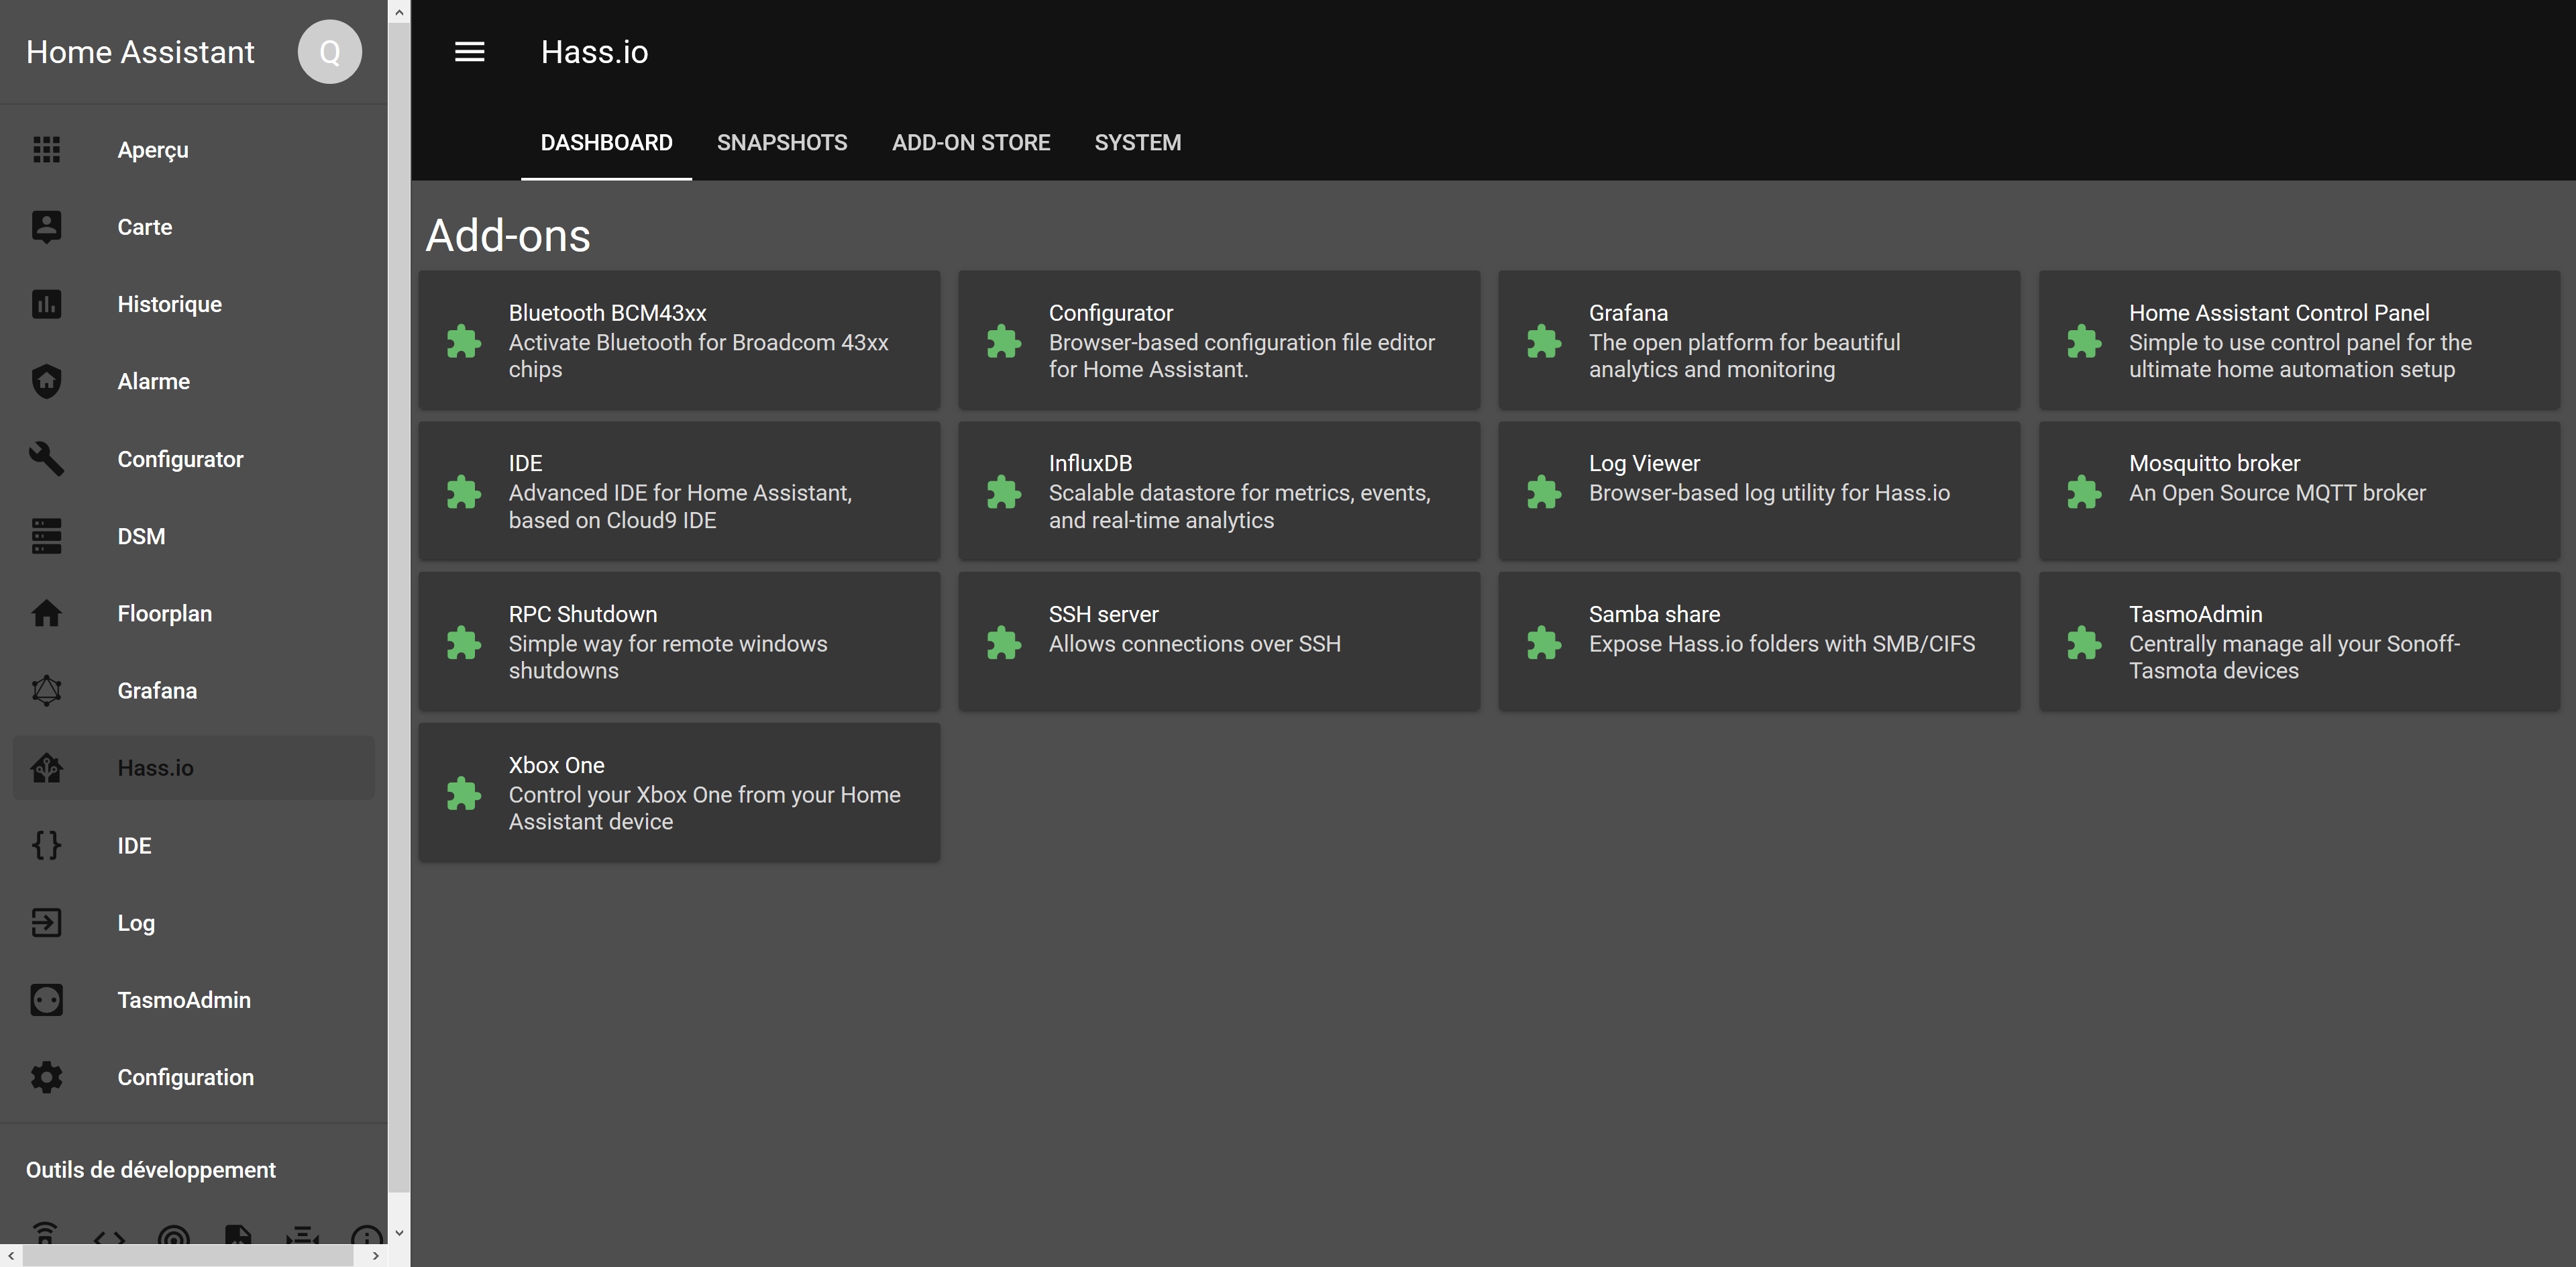 Home Assistant
Q
Aperçu
Carte
Historique
Alarme
Configurator
DSM
Floorplan
Grafana
Hass.io
IDE
Log
TasmoAdmin
Configuration
Outils de développement
Hass.io
DASHBOARD
SNAPSHOTS
ADD-ON STORE
SYSTEM
Add-ons
Bluetooth BCM43xx
Activate Bluetooth for Broadcom 43xx
chips
Configurator
Browser-based configuration file editor
for Home Assistant.
Grafana
The open platform for beautiful
analytics and monitoring
Home Assistant Control Panel
Simple to use control panel for the
ultimate home automation setup
IDE
Advanced IDE for Home Assistant,
based on Cloud9 IDE
InfluxDB
Scalable datastore for metrics, events,
and real-time analytics
Log Viewer
Browser-based log utility for Hass.io
Mosquitto broker
An Open Source MQTT broker
RPC Shutdown
Simple way for remote windows
shutdowns
SSH server
Allows connections over SSH
Samba share
Expose Hass.io folders with SMB/CIFS
TasmoAdmin
Centrally manage all your Sonoff-
Tasmota devices
Xbox One
Control your Xbox One from your Home
Assistant device